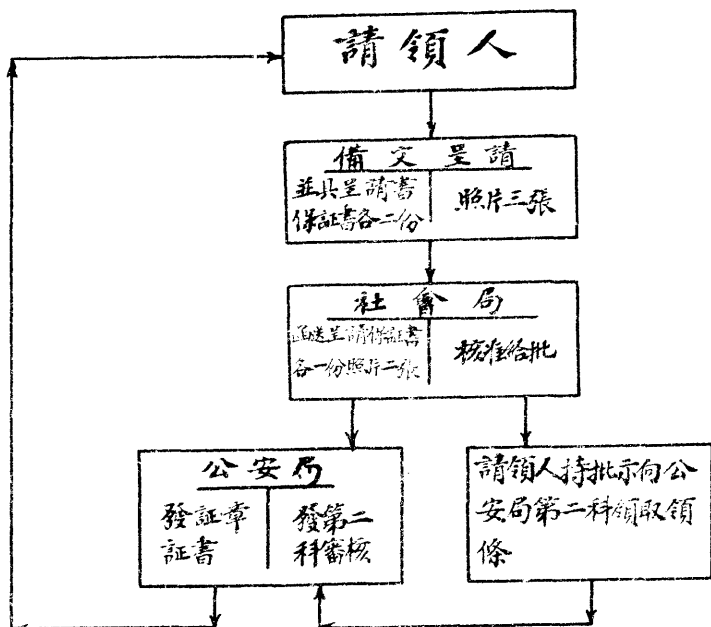 請領人
備文呈請
並具呈請書
保証書各二份
照片三張
社會局
函送呈請保証書
各一份照片二張
核准給批
公安局
發証章
証書
發第二
科審核
請領人持批示向公
安局第二科領取領
條